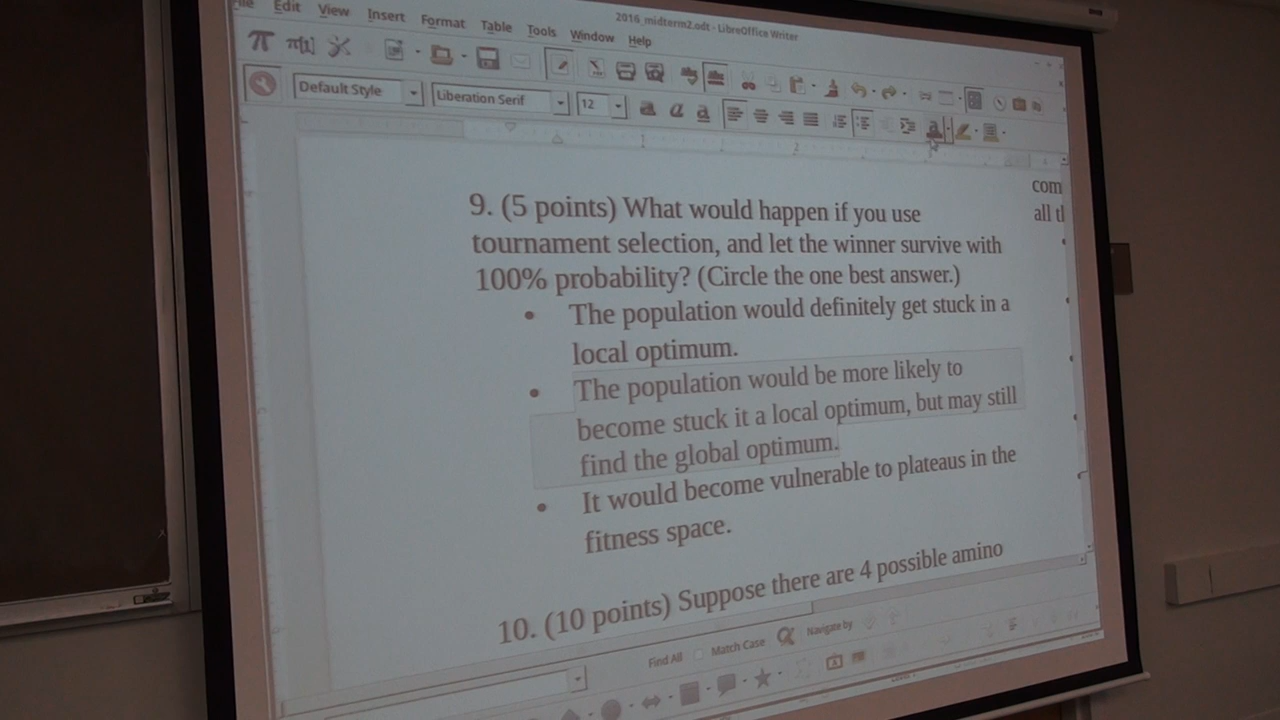 Edit View Insert Format Table Tools Window Help
2016_midterm2.odt - LibreOffice Writer
Default Style Liberation Serif 12
1 2
com
all
9. (5 points) What would happen if you use
tournament selection, and let the winner survive with
100% probability? (Circle the one best answer.)
• The population would definitely get stuck in a
local optimum.
• The population would be more likely to
become stuck it a local optimum, but may still
find the global optimum.
• It would become vulnerable to plateaus in the
fitness space.
10. (10 points) Suppose there are 4 possible amino
Find All Match Case Navigate by